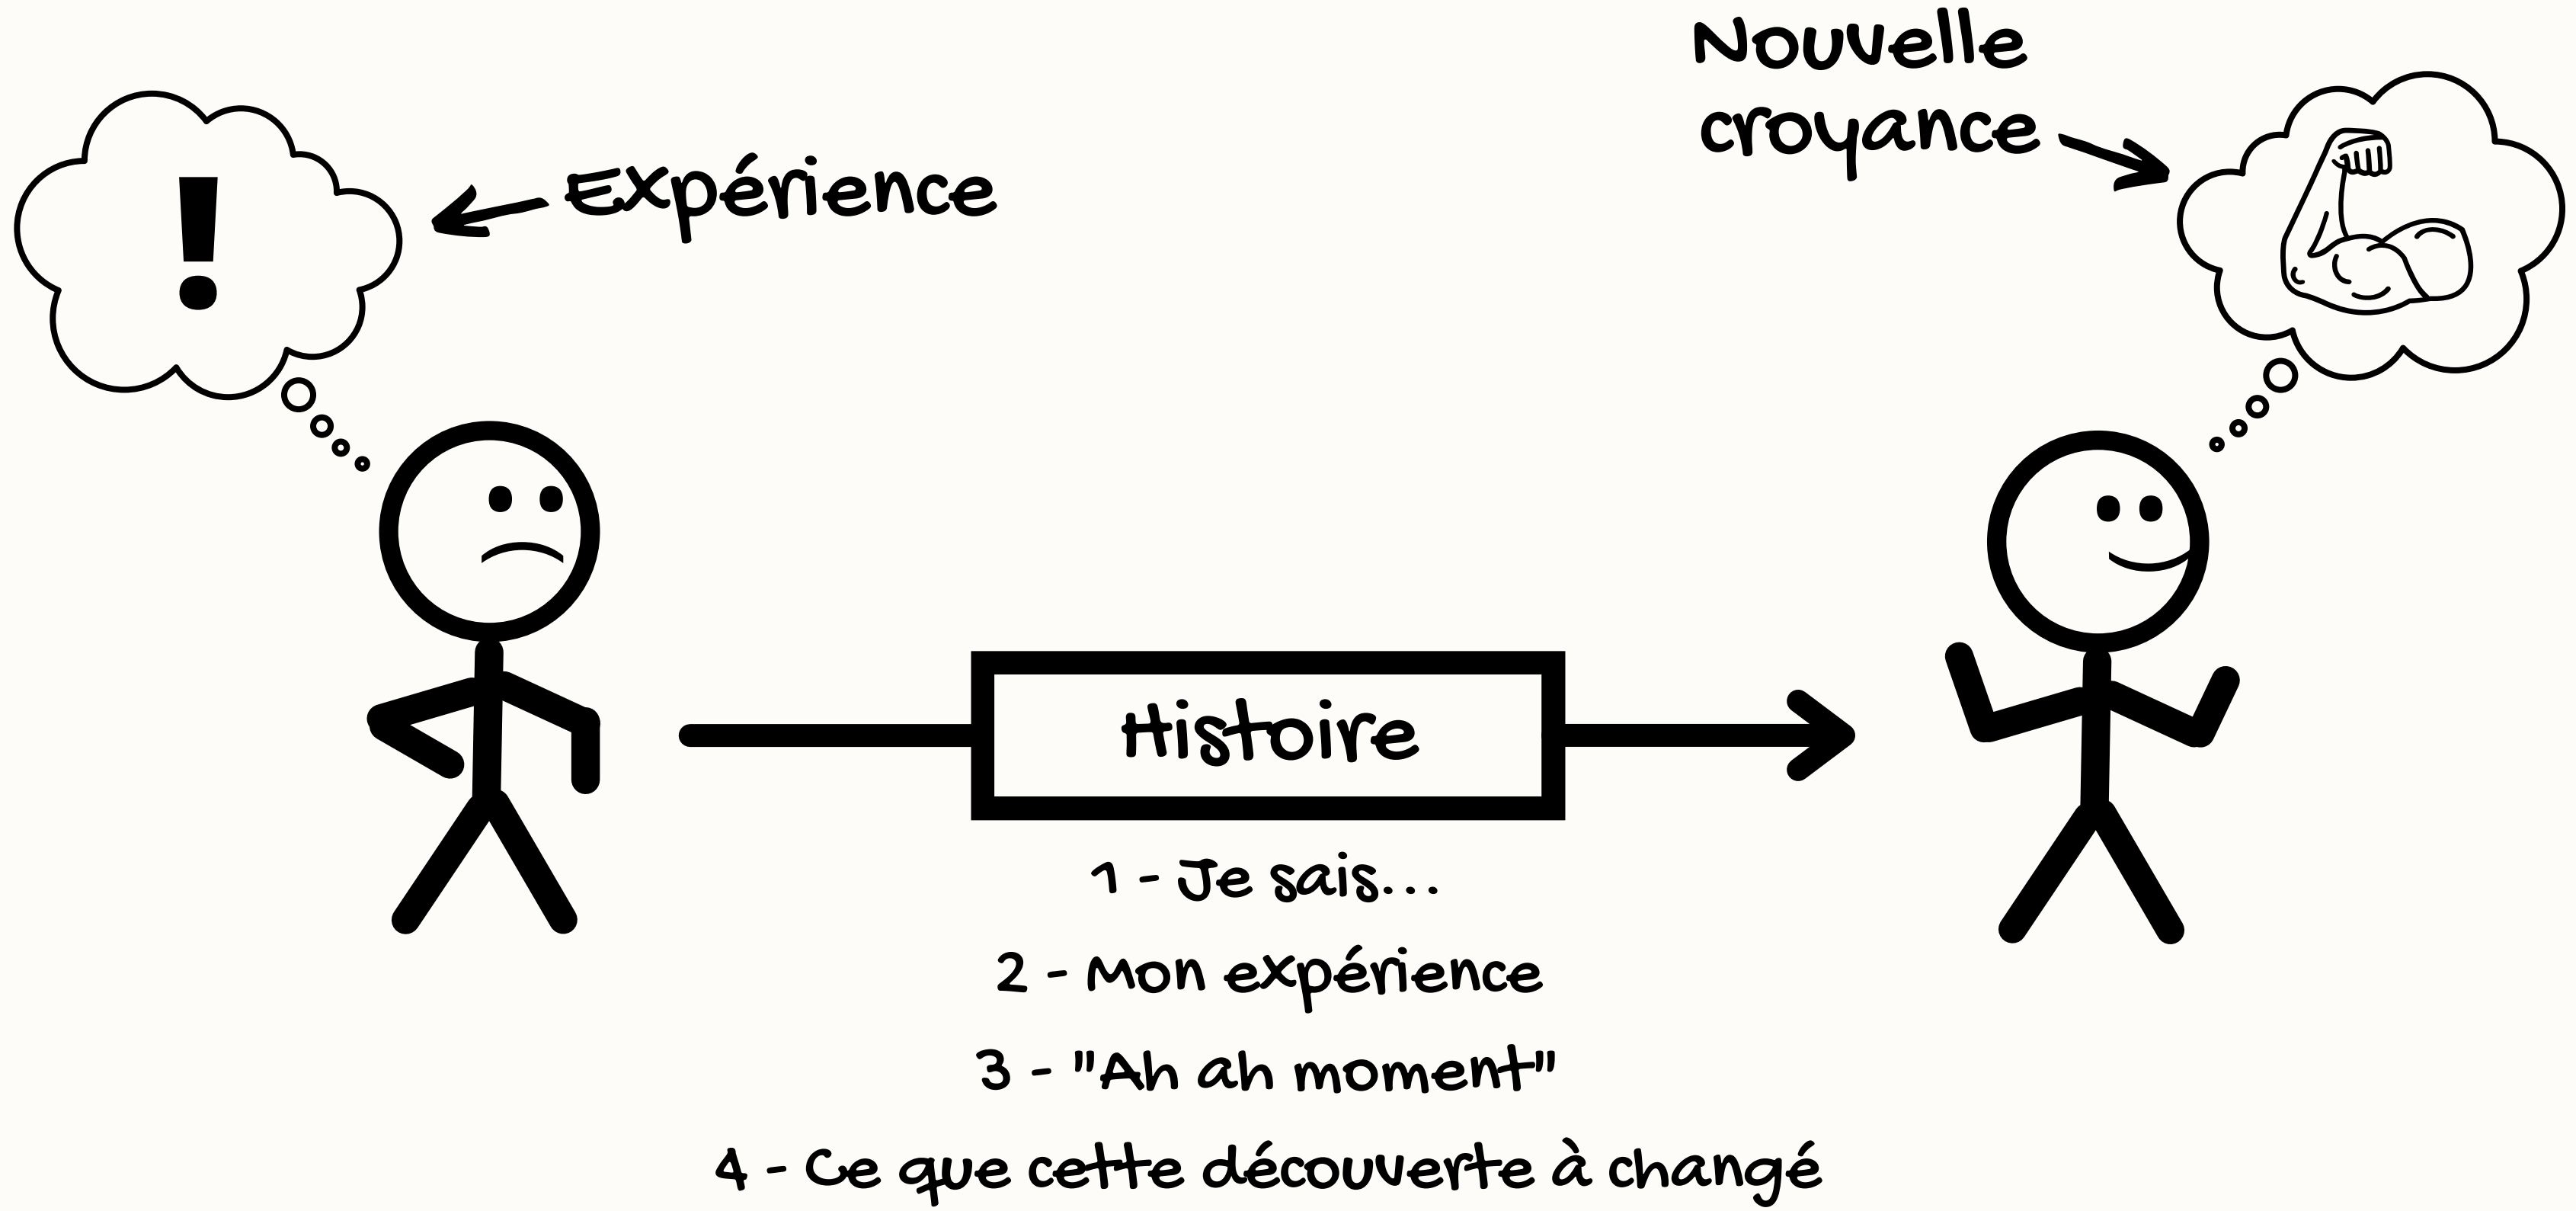 Nouvelle
croyance
Expérience
!
Histoire
1 - Je sais...
2 - Mon expérience
3 - "Ah ah moment"
4 - Ce que cette découverte à changé